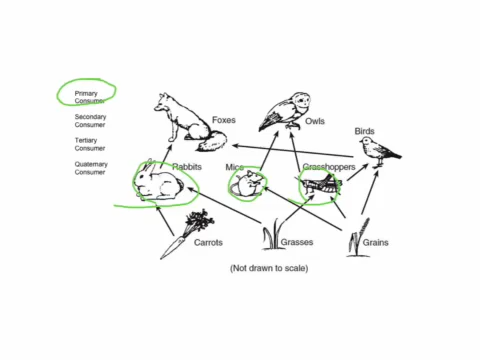 Primary
Consumer
Secondary
Consumer
Tertiary
Consumer
Quaternary
Consumer
Foxes
Owls
Birds
Rabbits
Mice
Grasshoppers
Carrots
Grasses
Grains
(Not drawn to scale)